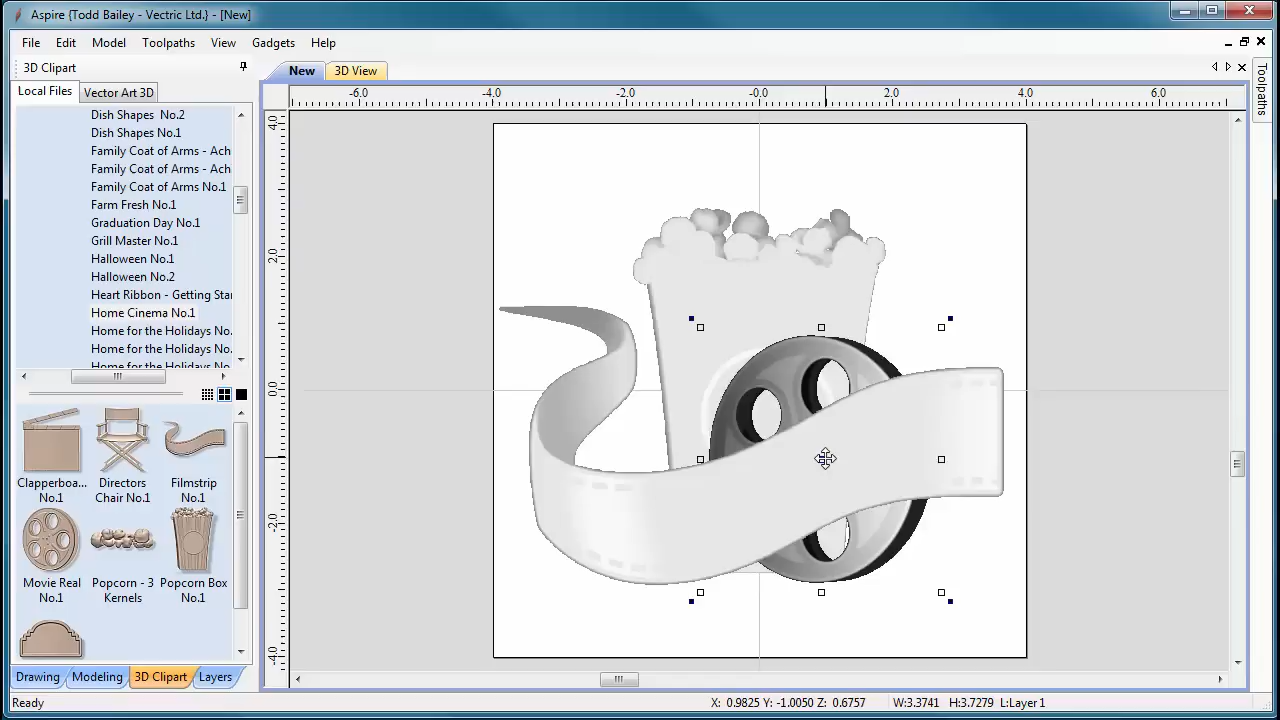 Aspire {Todd Bailey - Vectric Ltd.} - [New]
File Edit Model Toolpaths View Gadgets Help
3D Clipart
Local Files Vector Art 3D
New 3D View
Toolpaths
-6.0 -4.0 -2.0 -0.0 2.0 4.0 6.0
4.0
2.0
0.0
-2.0
-4.0
Dish Shapes No.2
Dish Shapes No.1
Family Coat of Arms - Ach
Family Coat of Arms - Ach
Family Coat of Arms No.1
Farm Fresh No.1
Graduation Day No.1
Grill Master No.1
Halloween No.1
Halloween No.2
Heart Ribbon - Getting Star
Home Cinema No.1
Home for the Holidays No.
Home for the Holidays No.
Clapperboa... No.1
Directors Chair No.1
Filmstrip No.1
Movie Real No.1
Popcorn - 3 Kernels
Popcorn Box No.1
Drawing Modeling 3D Clipart Layers
Ready
X: 0.9825 Y: -1.0050 Z: 0.6757 W:3.3741 H:3.7279 L:Layer 1